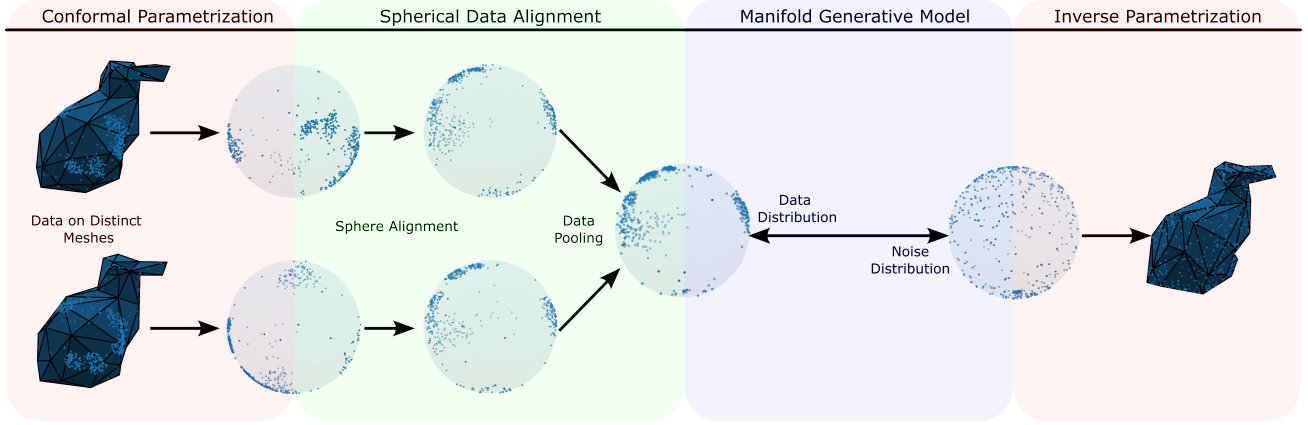 Conformal Parametrization
Spherical Data Alignment
Manifold Generative Model
Inverse Parametrization
Data on Distinct
Meshes
Sphere Alignment
Data
Pooling
Data
Distribution
Noise
Distribution